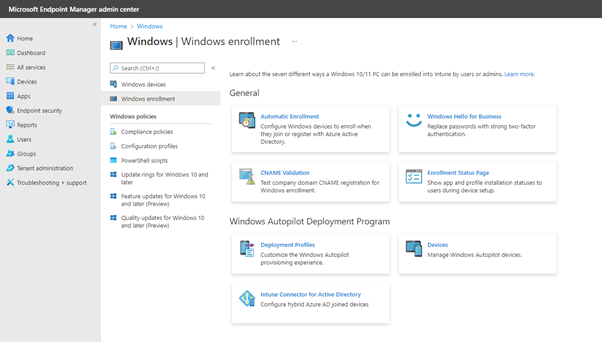 Microsoft Endpoint Manager admin center
Home > Windows
Windows | Windows enrollment ...
«
Home
Dashboard
All services
Devices
Apps
Endpoint security
Reports
Users
Groups
Tenant administration
Troubleshooting + support
Search (Ctrl+/)
«
Windows devices
Windows enrollment
Windows policies
Compliance policies
Configuration profiles
PowerShell scripts
Update rings for Windows 10 and
later
Feature updates for Windows 10
and later (Preview)
Quality updates for Windows 10
and later (Preview)
Learn about the seven different ways a Windows 10/11 PC can be enrolled into Intune by users or admins. Learn more.
General
Automatic Enrollment
Configure Windows devices to enroll when
they join or register with Azure Active
Directory.
Windows Hello for Business
Replace passwords with strong two-factor
authentication.
CNAME Validation
Test company domain CNAME registration for
Windows enrollment.
Enrollment Status Page
Show app and profile installation statuses to
users during device setup.
Windows Autopilot Deployment Program
Deployment Profiles
Customize the Windows Autopilot
provisioning experience.
Devices
Manage Windows Autopilot devices.
Intune Connector for Active Directory
Configure hybrid Azure AD joined devices